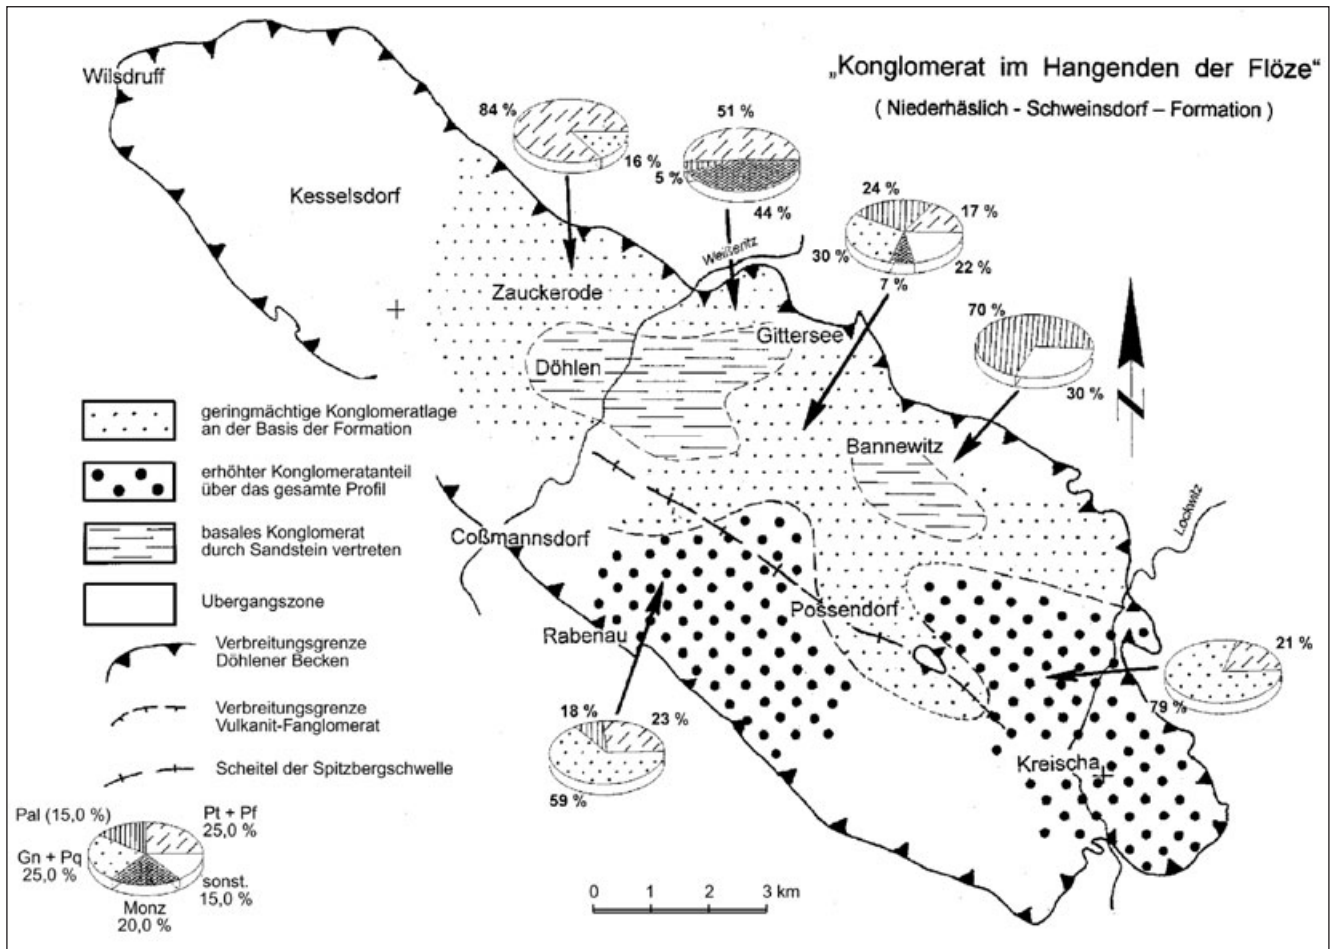 „Konglomerat im Hangenden der Flöze“
( Niederhäslich - Schweinsdorf – Formation )
Wilsdruff
Kesselsdorf
84 %
16 %
51 %
5 %
44 %
24 %
17 %
30 %
22 %
7 %
70 %
30 %
Weißeritz
Zauckerode
Gittersee
Döhlen
Bannewitz
Lockwitz
Coßmannsdorf
Possendorf
Rabenau
Kreischa
21 %
79 %
18 %
23 %
59 %
geringmächtige Konglomeratlage
an der Basis der Formation
erhöhter Konglomeratanteil
über das gesamte Profil
basales Konglomerat
durch Sandstein vertreten
Ubergangszone
Verbreitungsgrenze
Döhlener Becken
Verbreitungsgrenze
Vulkanit-Fanglomerat
Scheitel der Spitzbergschwelle
Pal (15,0 %)
Pt + Pf
25,0 %
Gn + Pq
25,0 %
sonst.
15,0 %
Monz
20,0 %
0 1 2 3 km